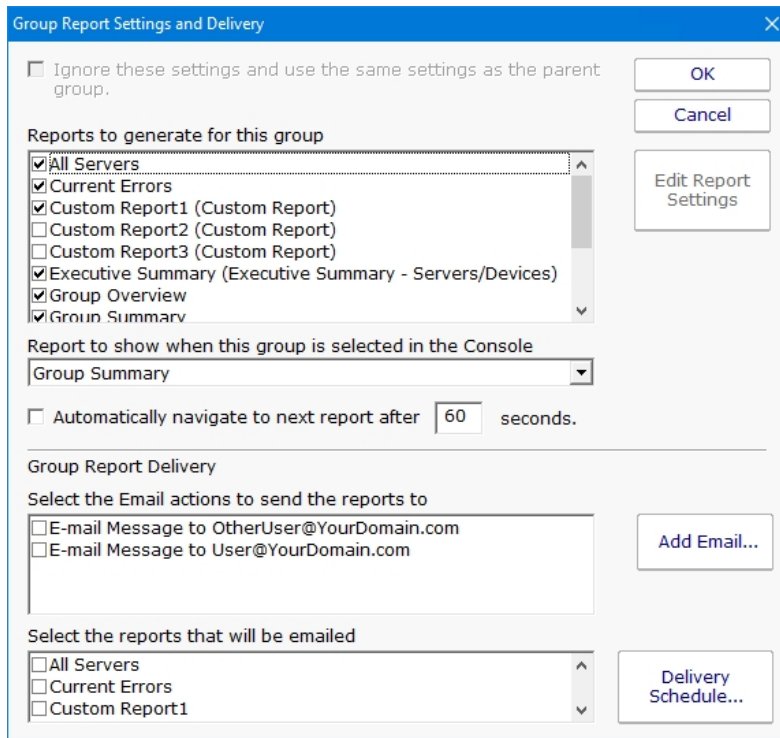 Group Report Settings and Delivery
Ignore these settings and use the same settings as the parent
group.
OK
Cancel
Reports to generate for this group
All Servers
Current Errors
Custom Report1 (Custom Report)
Custom Report2 (Custom Report)
Custom Report3 (Custom Report)
Executive Summary (Executive Summary - Servers/Devices)
Group Overview
Group Summary
Edit Report
Settings
Report to show when this group is selected in the Console
Group Summary
Automatically navigate to next report after 60 seconds.
Group Report Delivery
Select the Email actions to send the reports to
E-mail Message to OtherUser@YourDomain.com
E-mail Message to User@YourDomain.com
Add Email...
Select the reports that will be emailed
All Servers
Current Errors
Custom Report1
Delivery
Schedule...